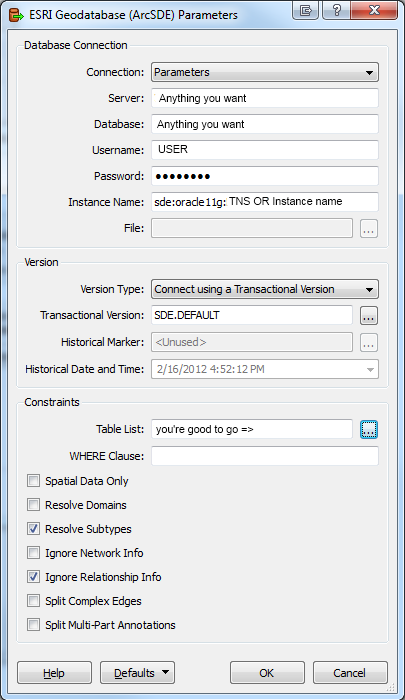 ESRI Geodatabase (ArcSDE) Parameters
Database Connection
Connection: Parameters
Server: Anything you want
Database: Anything you want
Username: USER
Password: ●●●●●●●●
Instance Name: sde:oracle11g: TNS OR Instance name
File: ...
Version
Version Type: Connect using a Transactional Version
Transactional Version: SDE.DEFAULT ...
Historical Marker: <Unused> ...
Historical Date and Time: 2/16/2012 4:52:12 PM
Constraints
Table List: you're good to go => ...
WHERE Clause:
Spatial Data Only
Resolve Domains
Resolve Subtypes
Ignore Network Info
Ignore Relationship Info
Split Complex Edges
Split Multi-Part Annotations
Help Defaults OK Cancel